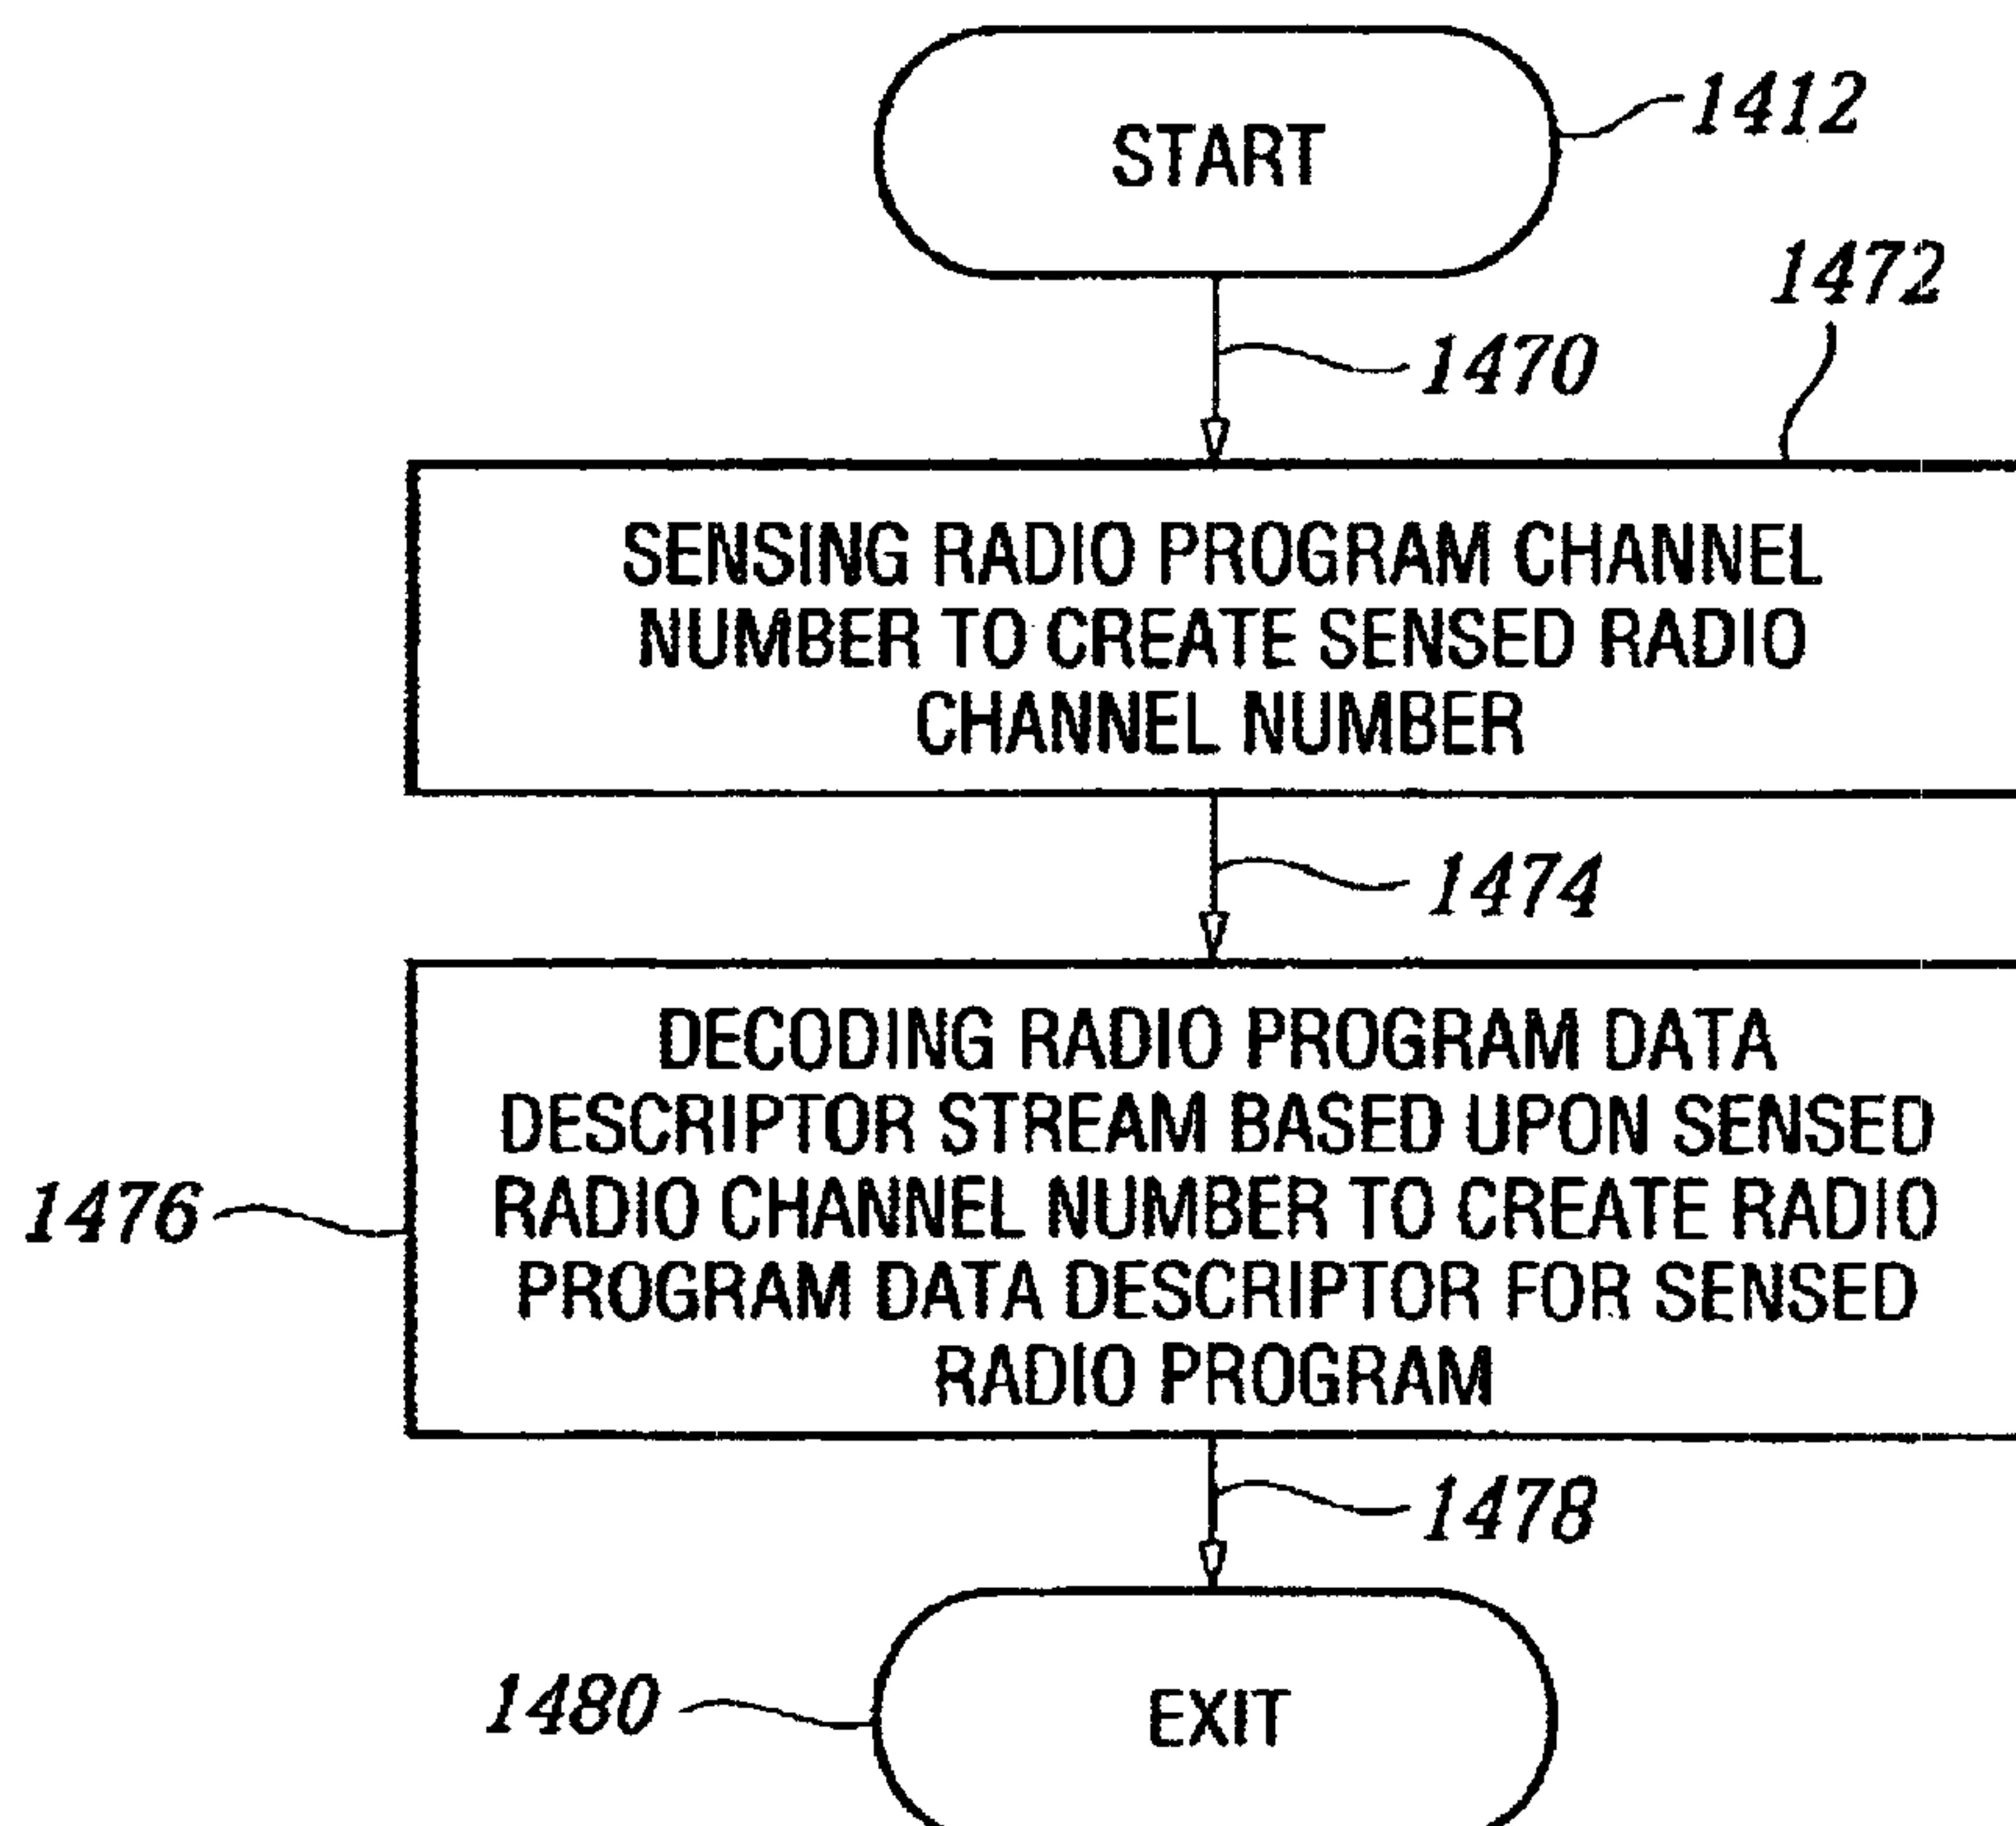 START
1412
1472
1470
SENSING RADIO PROGRAM CHANNEL
NUMBER TO CREATE SENSED RADIO
CHANNEL NUMBER
1474
DECODING RADIO PROGRAM DATA
DESCRIPTOR STREAM BASED UPON SENSED
RADIO CHANNEL NUMBER TO CREATE RADIO
PROGRAM DATA DESCRIPTOR FOR SENSED
RADIO PROGRAM
1476
1478
1480
EXIT